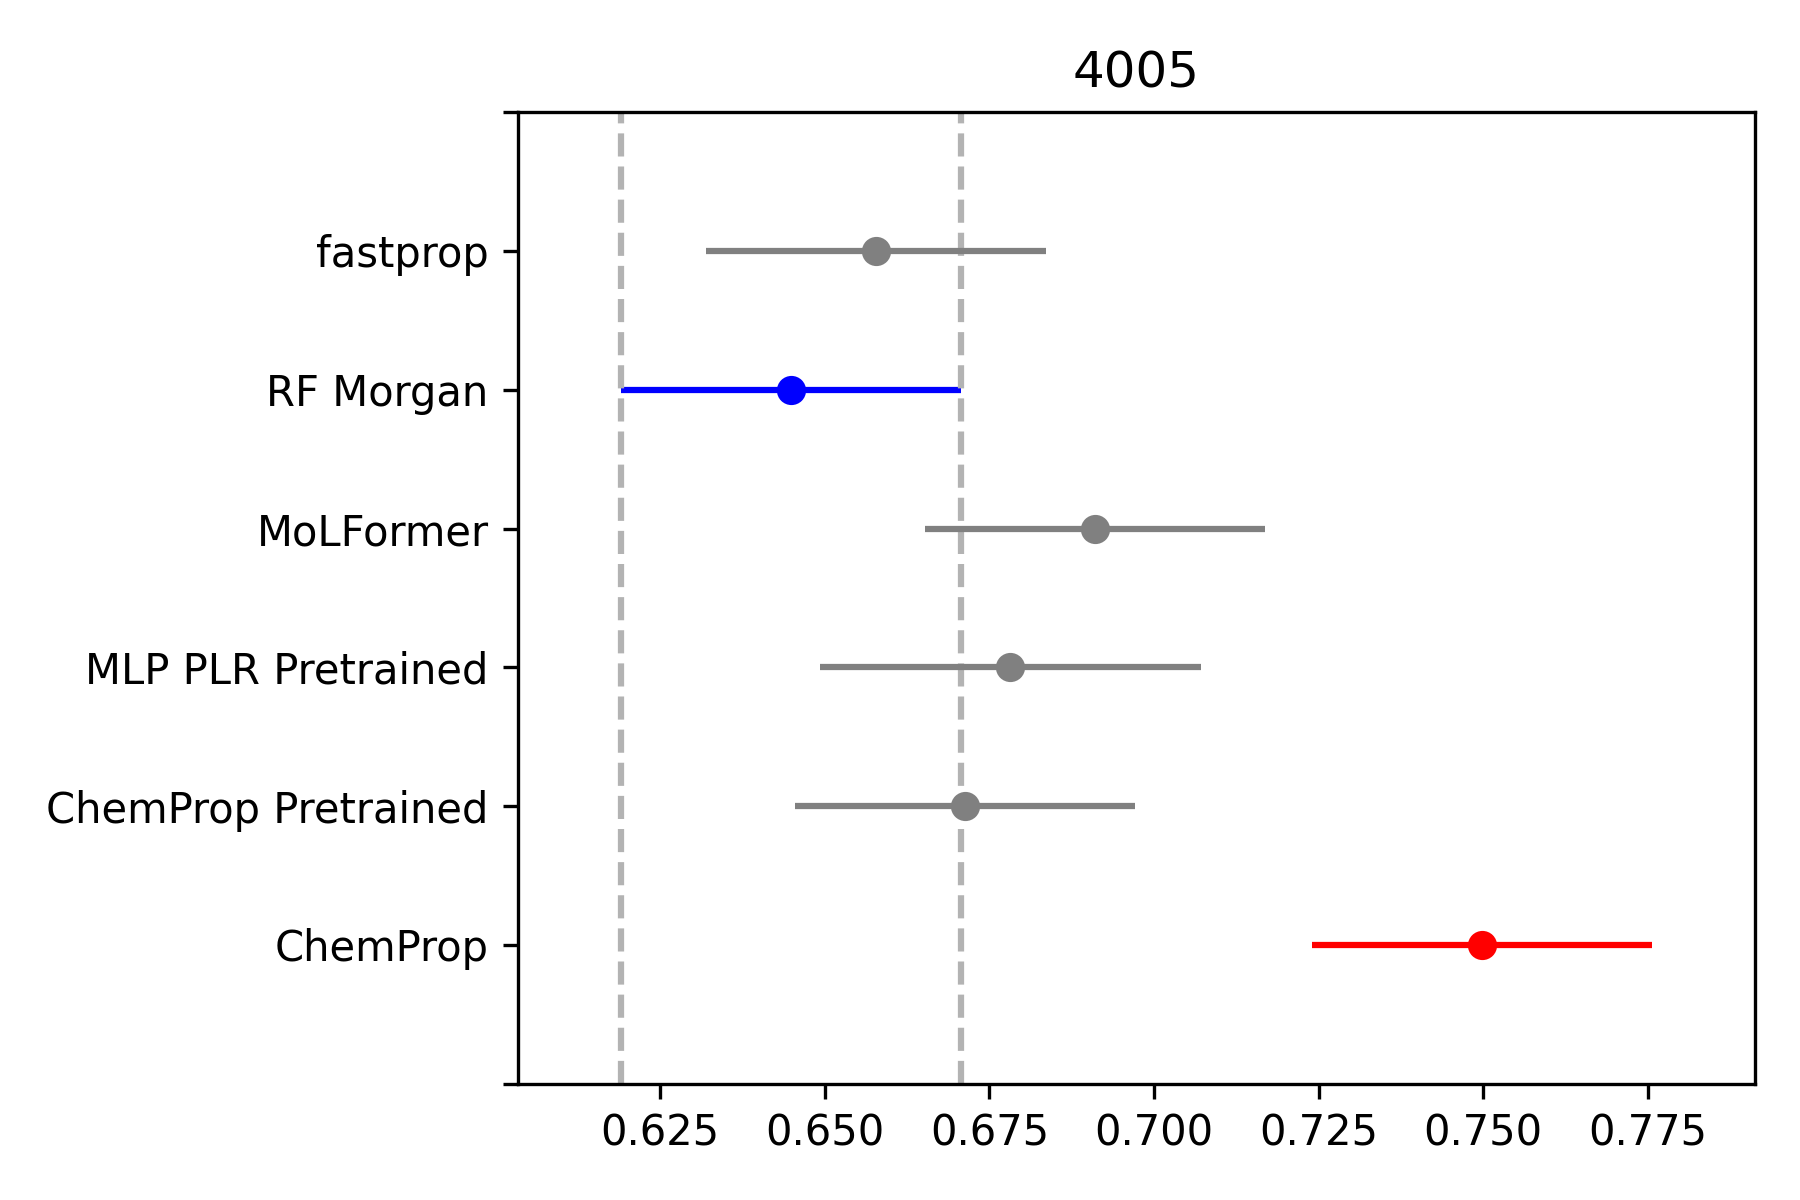 4005
fastprop
RF Morgan
MoLFormer
MLP PLR Pretrained
ChemProp Pretrained
ChemProp
0.625 0.650 0.675 0.700 0.725 0.750 0.775